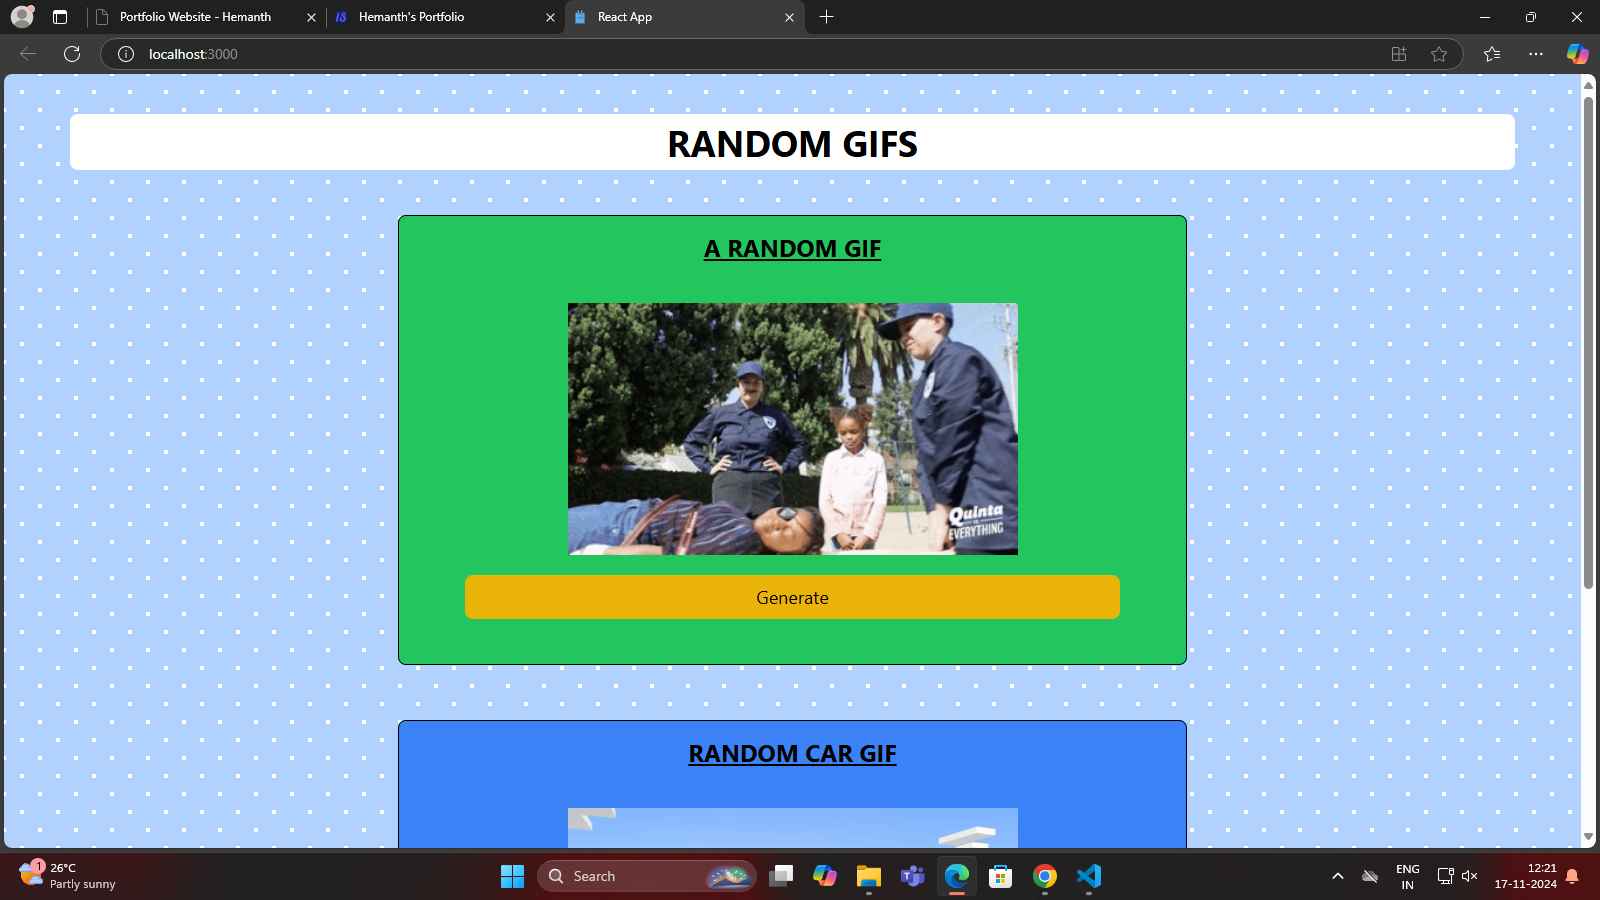 Portfolio Website - Hemanth
Hemanth's Portfolio
React App
localhost:3000
RANDOM GIFS
A RANDOM GIF
Quinta
vs.
EVERYTHING
Generate
RANDOM CAR GIF
1
26°C
Partly sunny
Search
ENG
IN
12:21
17-11-2024